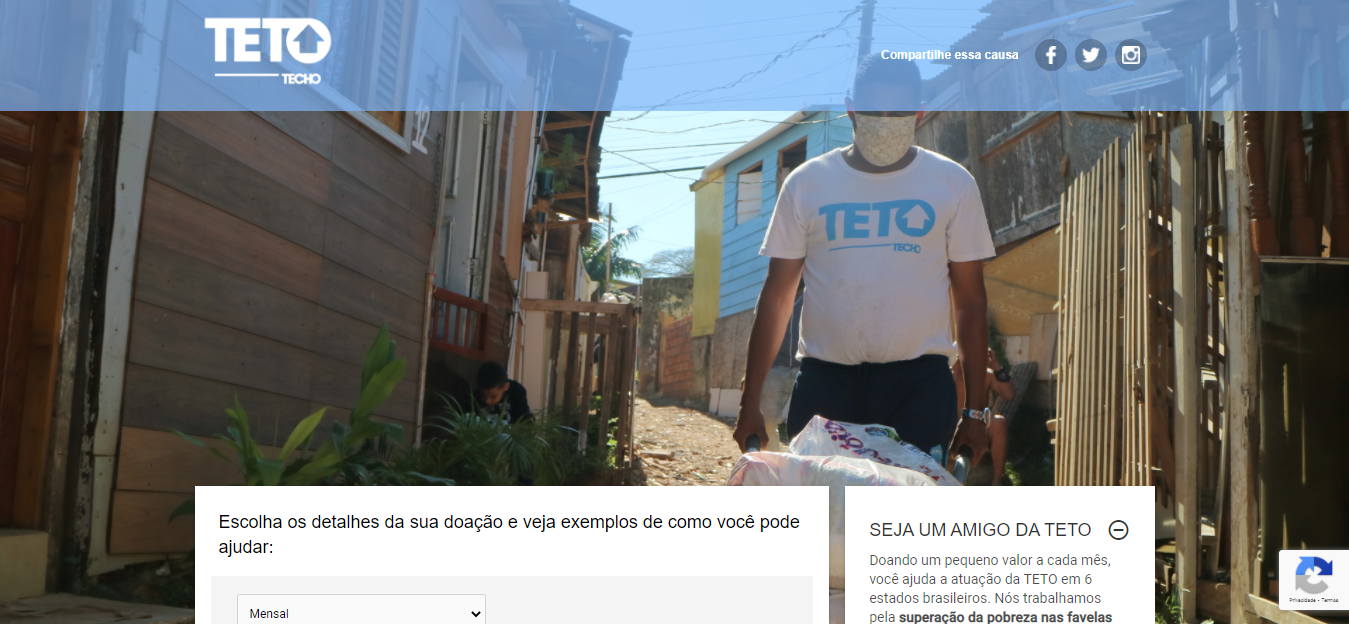 TETO
TECHO
Compartilhe essa causa
12
TETO
TECHO
Escolha os detalhes da sua doação e veja exemplos de como você pode
ajudar:
Mensal
SEJA UM AMIGO DA TETO
Doando um pequeno valor a cada mês,
você ajuda a atuação da TETO em 6
estados brasileiros. Nós trabalhamos
pela superação da pobreza nas favelas
Privacidade - Termos